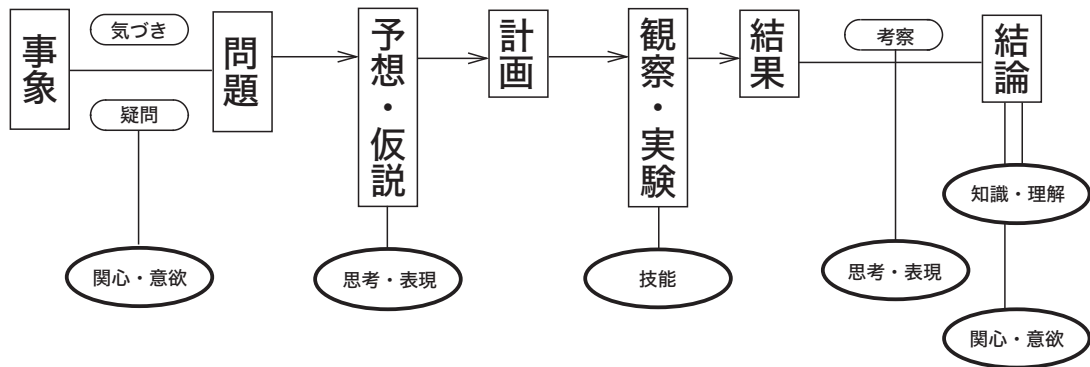 事象
気づき
疑問
問題
予想・仮説
計画
観察・実験
結果
考察
結論
関心・意欲
思考・表現
技能
思考・表現
知識・理解
関心・意欲